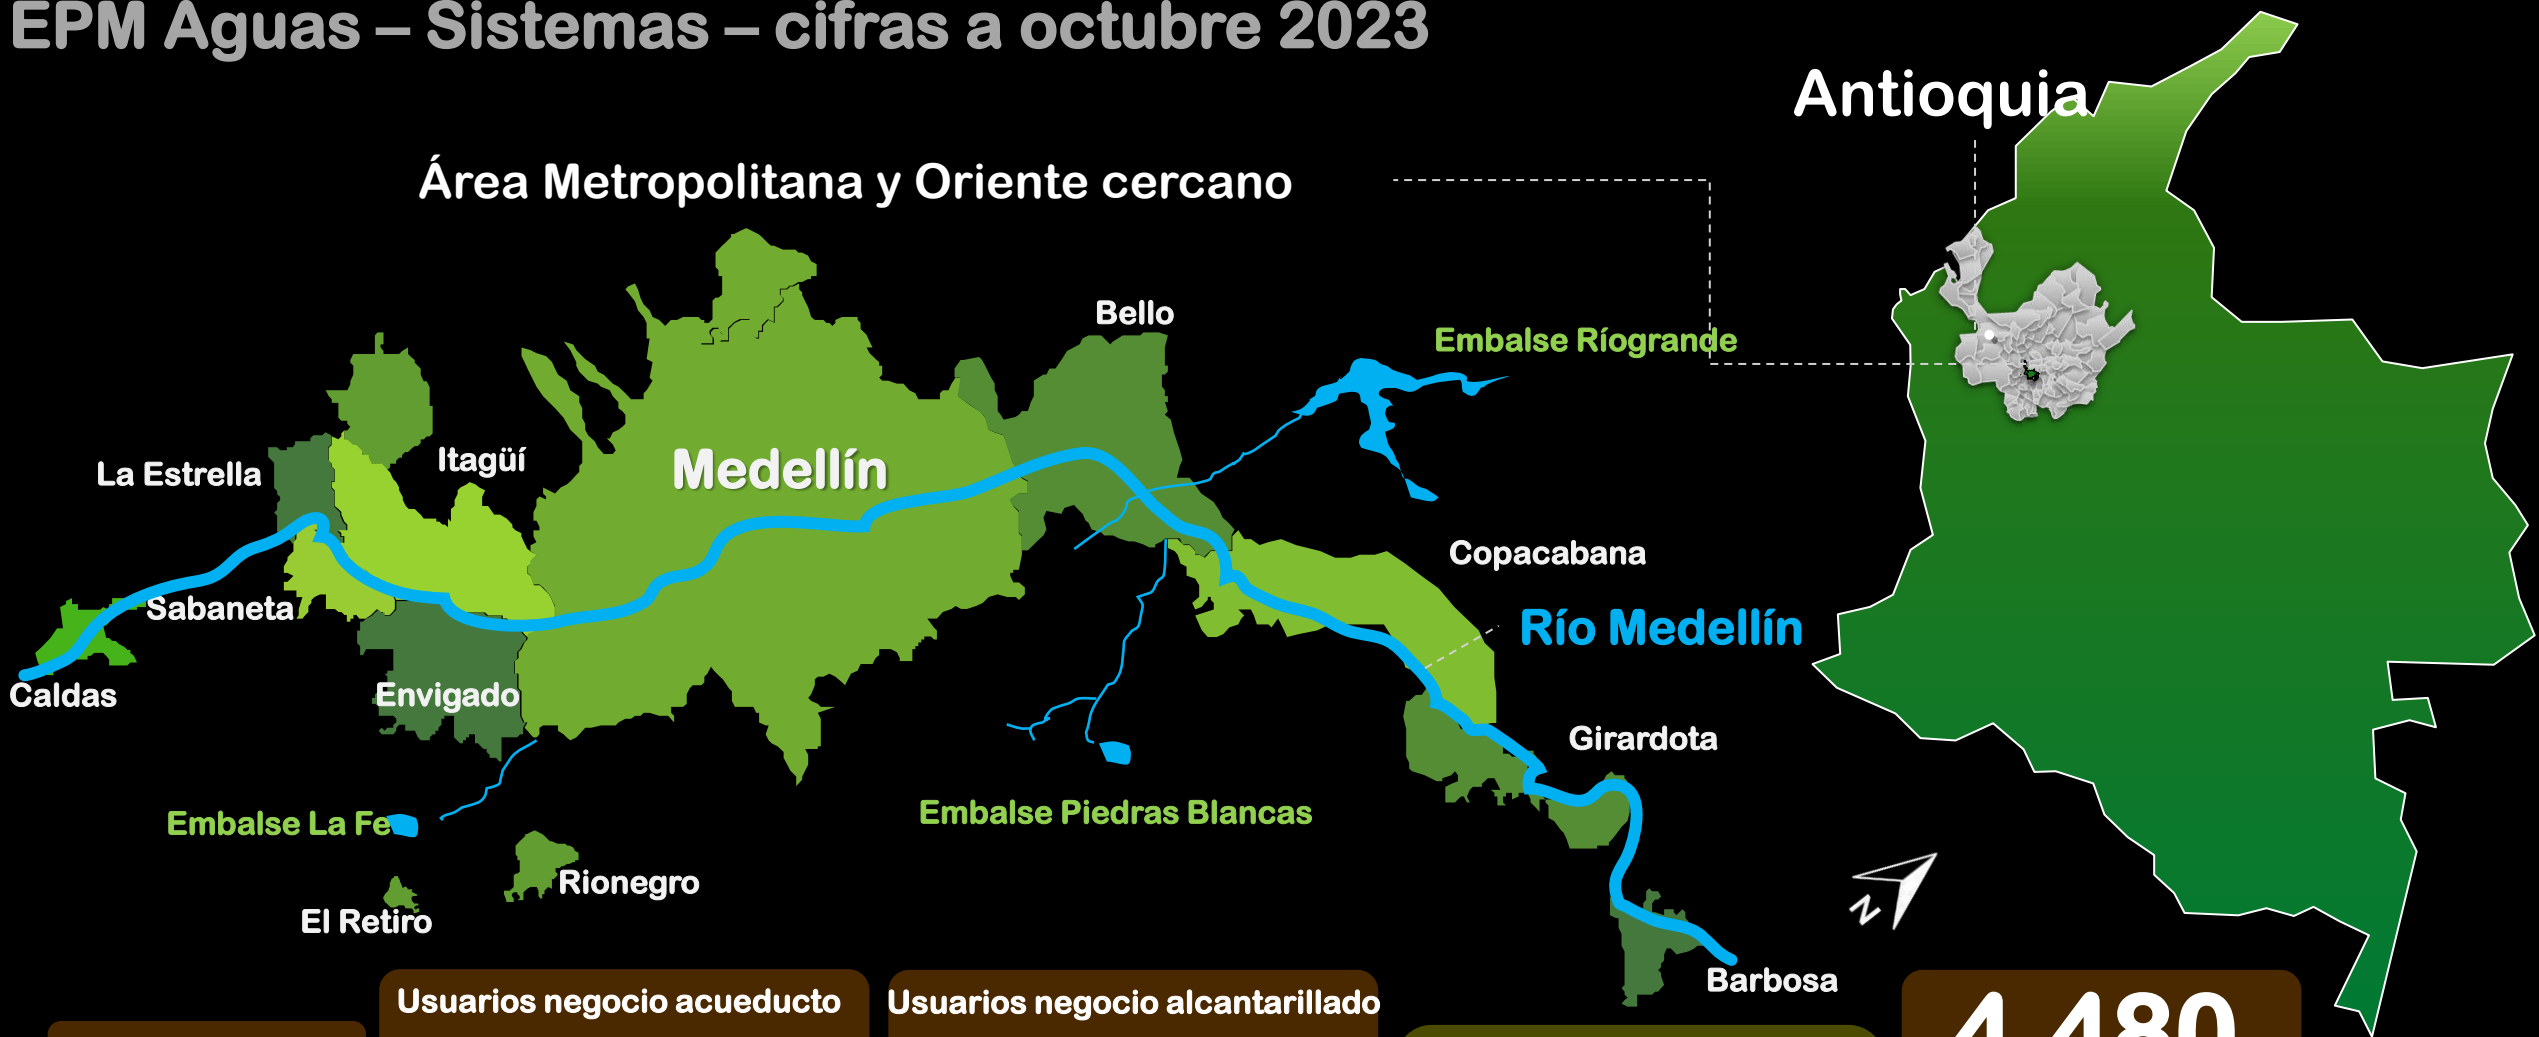 EPM Aguas – Sistemas – cifras a octubre 2023
Antioquia
Área Metropolitana y Oriente cercano
Bello
Embalse Ríogrande
Itagüí
La Estrella
Medellín
Copacabana
Sabaneta
Río Medellín
Caldas
Envigado
Girardota
Embalse La Fe
Embalse Piedras Blancas
Rionegro
El Retiro
N
Barbosa
Usuarios negocio acueducto
Usuarios negocio alcantarillado
4.480